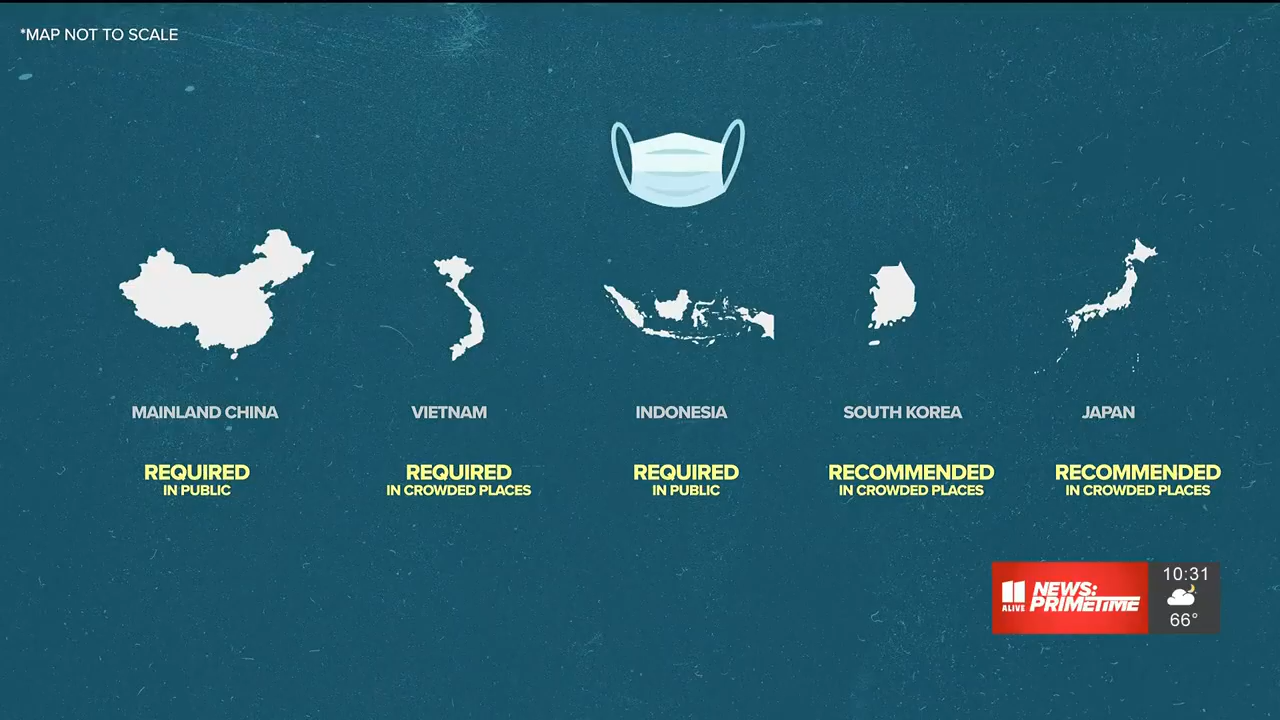 *MAP NOT TO SCALE
MAINLAND CHINA
REQUIRED
IN PUBLIC
VIETNAM
REQUIRED
IN CROWDED PLACES
INDONESIA
REQUIRED
IN PUBLIC
SOUTH KOREA
RECOMMENDED
IN CROWDED PLACES
JAPAN
RECOMMENDED
IN CROWDED PLACES
11 ALIVE
NEWS:
PRIMETIME
10:31
66°